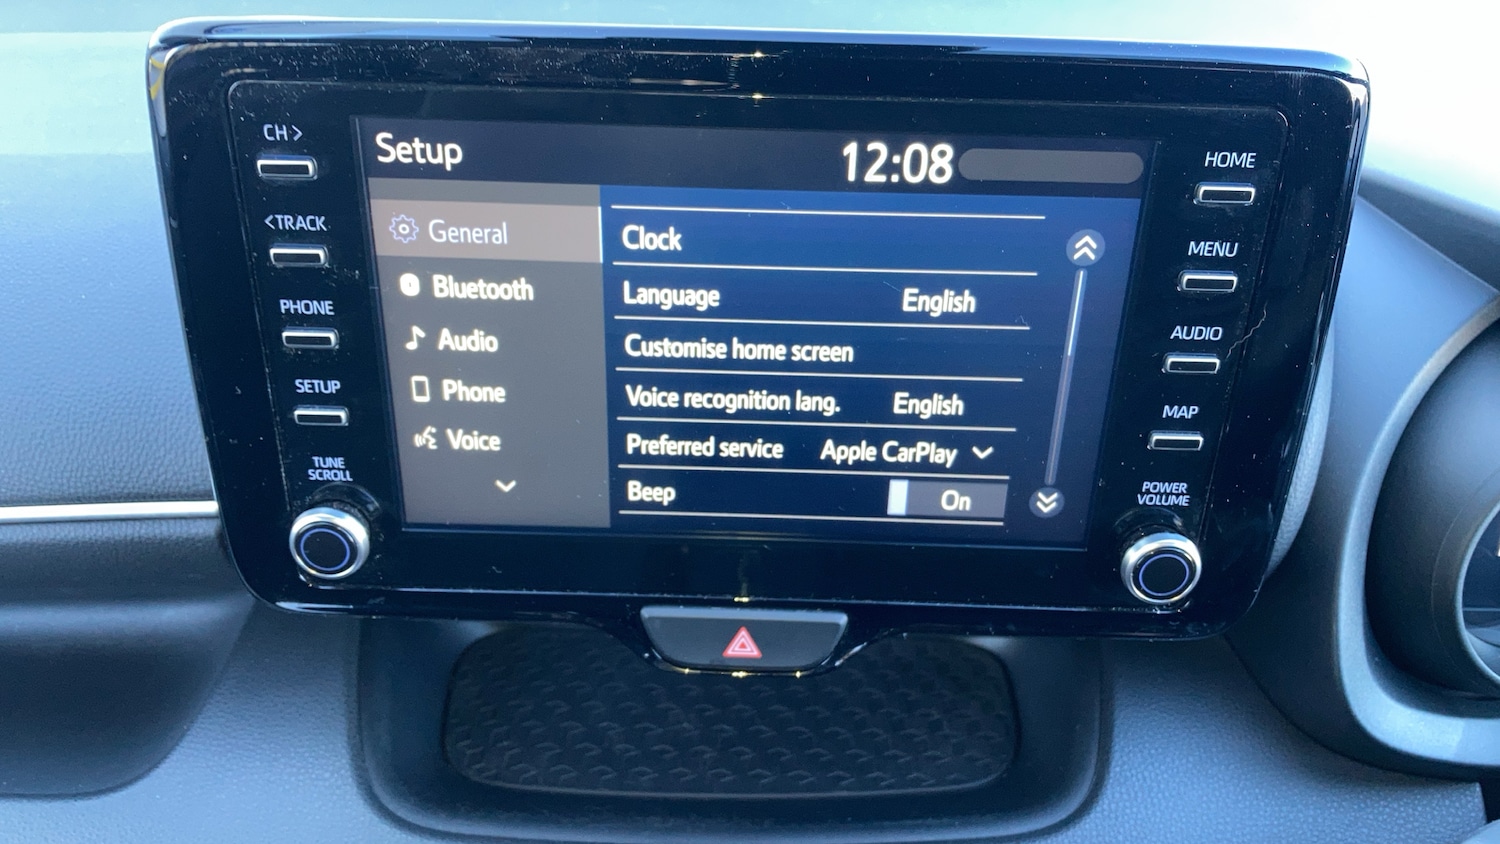 CH>
<TRACK
PHONE
SETUP
TUNE
SCROLL
Setup
12:08
General
Bluetooth
Audio
Phone
Voice
Clock
Language English
Customise home screen
Voice recognition lang. English
Preferred service Apple CarPlay
Beep On
HOME
MENU
AUDIO
MAP
POWER
VOLUME